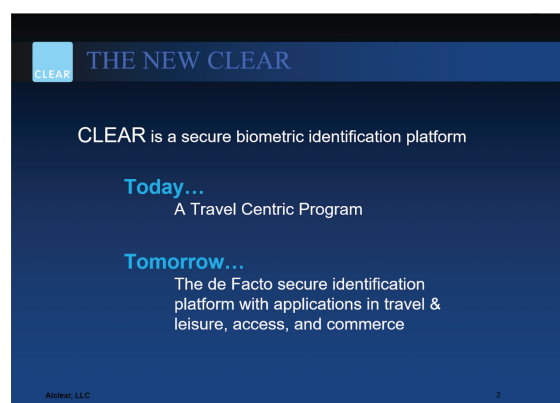 CLEAR
THE NEW CLEAR
CLEAR is a secure biometric identification platform
Today…
A Travel Centric Program
Tomorrow…
The de Facto secure identification
platform with applications in travel &
leisure, access, and commerce
Alclear, LLC
2